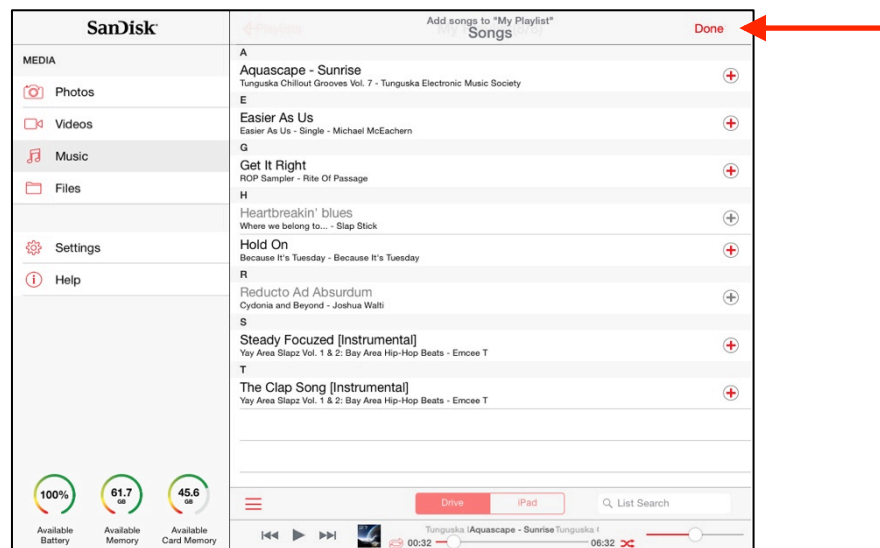 SanDisk
MEDIA
Photos
Videos
Music
Files
Settings
Help
100%
61.7
GB
45.6
GB
Available
Battery
Available
Memory
Available
Card Memory
Add songs to "My Playlist"
Songs
Done
A
Aquascape - Sunrise
Tunguska Chillout Grooves Vol. 7 - Tunguska Electronic Music Society
E
Easier As Us
Easier As Us - Single - Michael McEachern
G
Get It Right
ROP Sampler - Rite Of Passage
H
Heartbreakin' blues
Where we belong to... - Slap Stick
Hold On
Because It's Tuesday - Because It's Tuesday
R
Reducto Ad Absurdum
Cydonia and Beyond - Joshua Walti
S
Steady Focuzed [Instrumental]
Yay Area Slapz Vol. 1 & 2: Bay Area Hip-Hop Beats - Emcee T
T
The Clap Song [Instrumental]
Yay Area Slapz Vol. 1 & 2: Bay Area Hip-Hop Beats - Emcee T
Drive
iPad
List Search
Tunguska Aquascape - Sunrise Tunguska
00:32
06:32